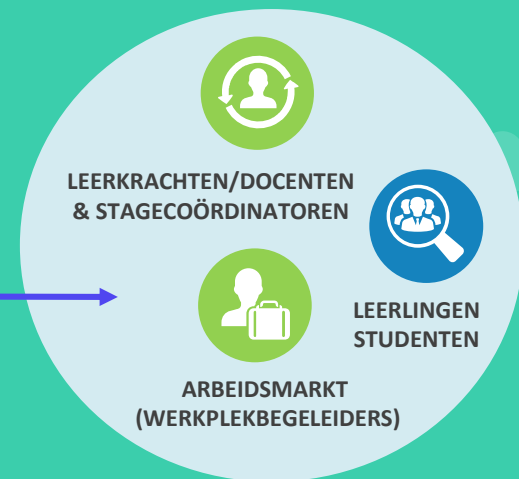 LEERKRACHTEN/DOCENTEN
& STAGECOÖRDINATOREN
LEERLINGEN
STUDENTEN
ARBEIDSMARKT
(WERKPLEKBEGELEIDERS)